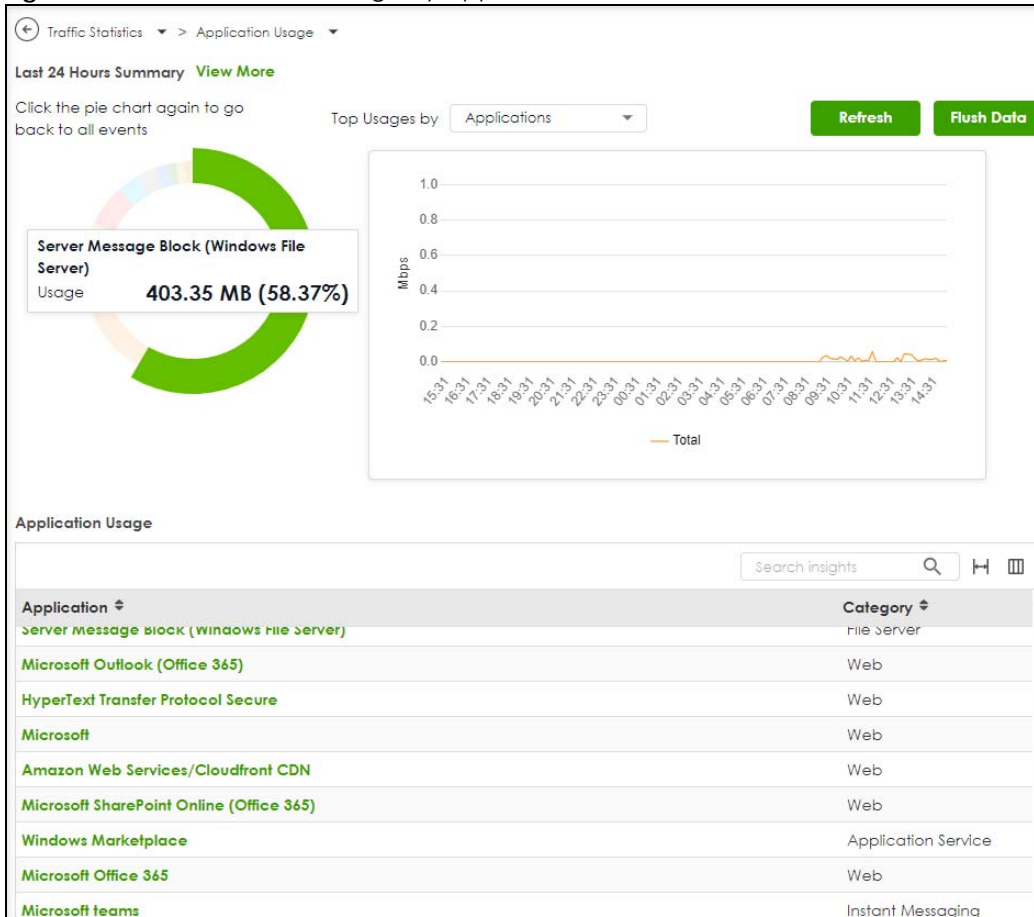 Traffic Statistics > Application Usage
Last 24 Hours Summary View More
Click the pie chart again to go
back to all events
Top Usages by Applications
Refresh
Flush Data
Server Message Block (Windows File
Server)
Usage 403.35 MB (58.37%)
Mbps
1.0
0.8
0.6
0.4
0.2
0.0
15:31 16:31 17:31 18:31 19:31 20:31 21:31 22:31 23:31 00:31 01:31 02:31 03:31 04:31 05:31 06:31 07:31 08:31 09:31 10:31 11:31 12:31 13:31 14:31
Total
Application Usage
Search insights
Application Category
Server Message Block (Windows File Server) File Server
Microsoft Outlook (Office 365) Web
HyperText Transfer Protocol Secure Web
Microsoft Web
Amazon Web Services/Cloudfront CDN Web
Microsoft SharePoint Online (Office 365) Web
Windows Marketplace Application Service
Microsoft Office 365 Web
Microsoft teams Instant Messaging